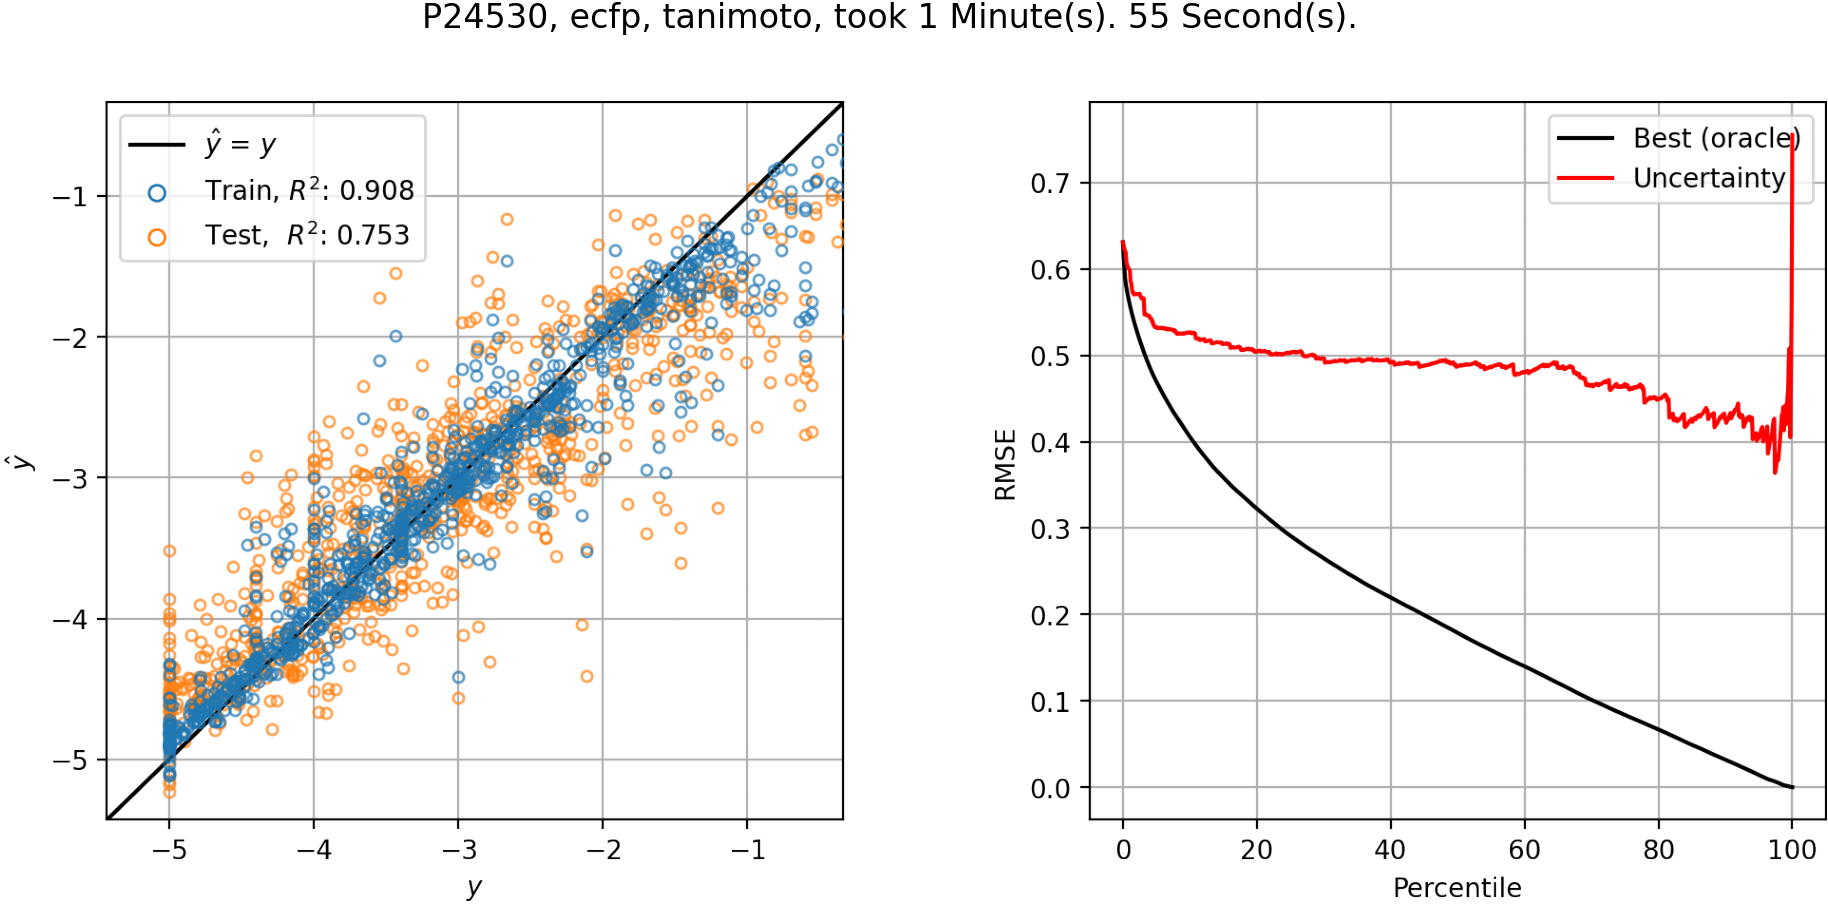 P24530, ecfp, tanimoto, took 1 Minute(s). 55 Second(s).
ŷ = y
Train, R²: 0.908
Test, R²: 0.753
−1
−2
−3
−4
−5
ŷ
−5 −4 −3 −2 −1
y
Best (oracle)
Uncertainty
0.7
0.6
0.5
0.4
0.3
0.2
0.1
0.0
RMSE
0 20 40 60 80 100
Percentile